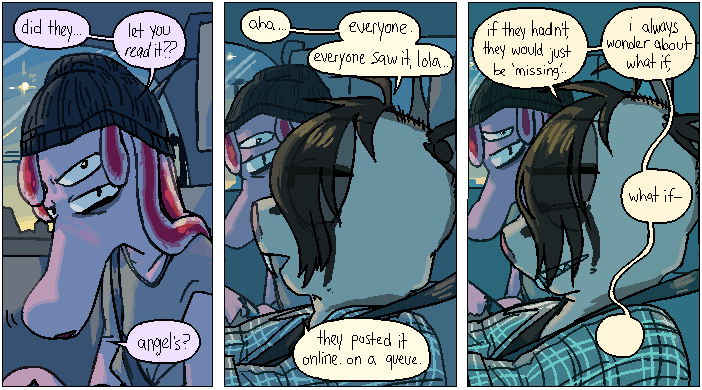 did they...
let you
read it??
angel's?
aha...
everyone.
everyone saw it, lola...
they posted it
online. on a queue.
if they hadn't,
they would just
be 'missing'...
i always
wonder about
what if,
what if—